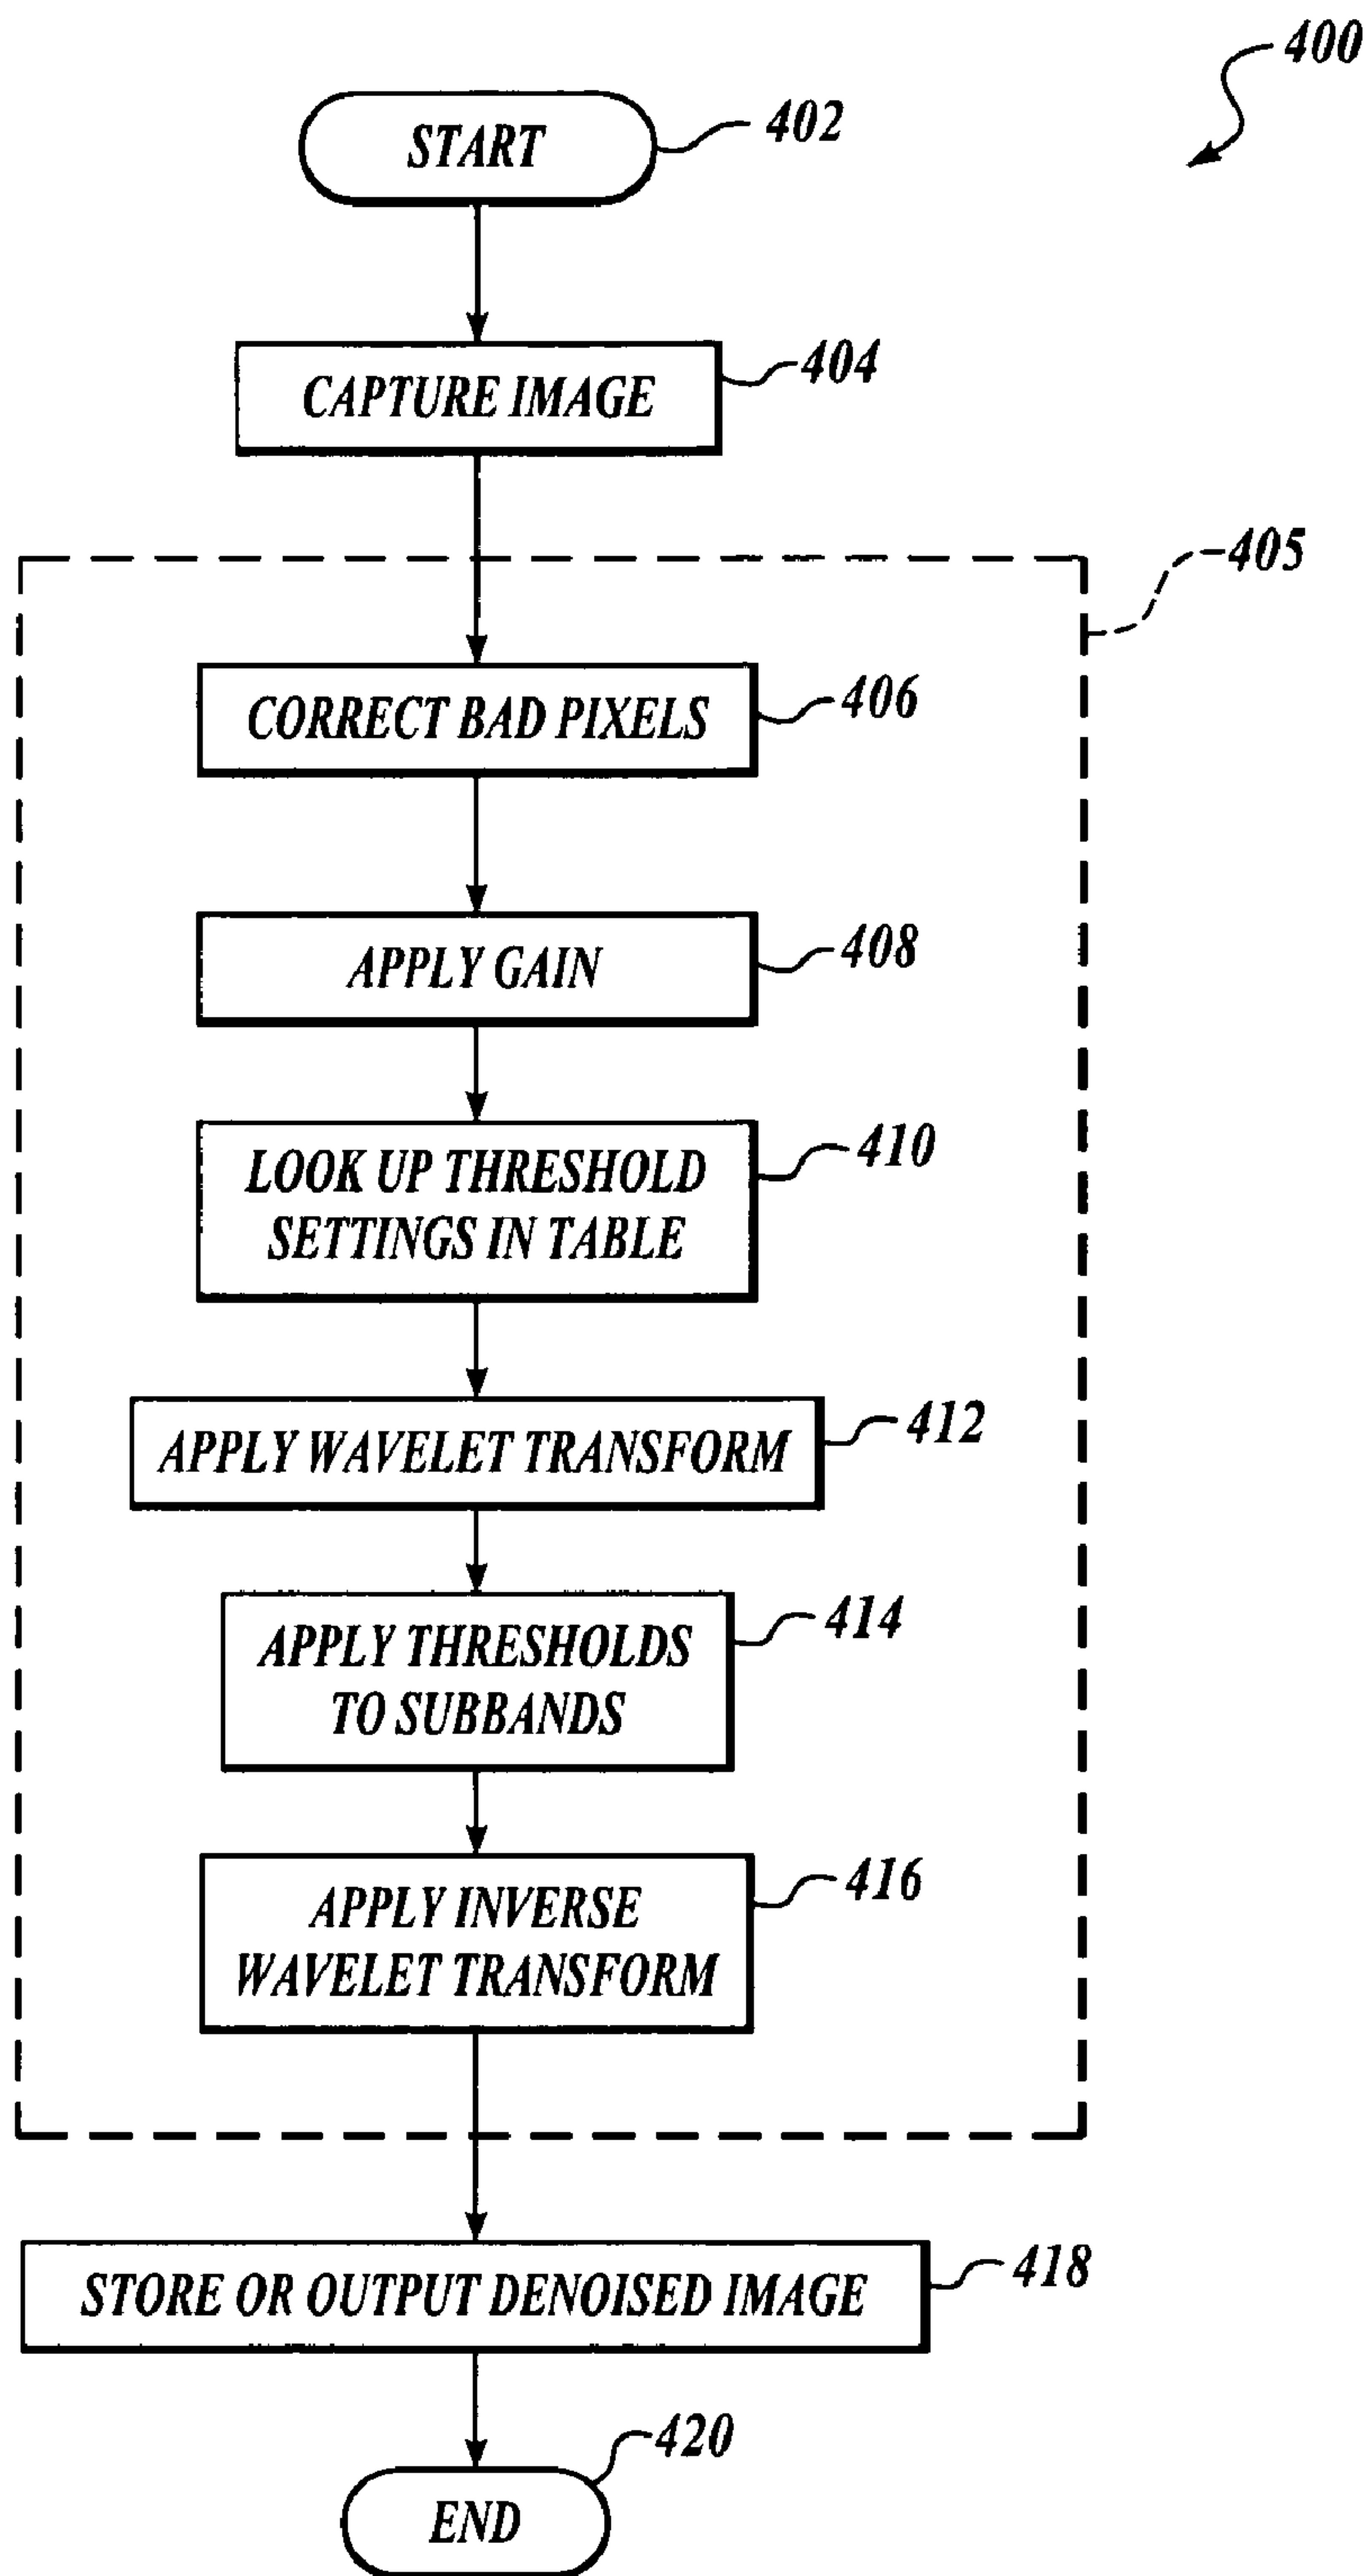 400
START
402
CAPTURE IMAGE
404
405
CORRECT BAD PIXELS
406
APPLY GAIN
408
LOOK UP THRESHOLD
SETTINGS IN TABLE
410
APPLY WAVELET TRANSFORM
412
APPLY THRESHOLDS
TO SUBBANDS
414
APPLY INVERSE
WAVELET TRANSFORM
416
STORE OR OUTPUT DENOISED IMAGE
418
END
420